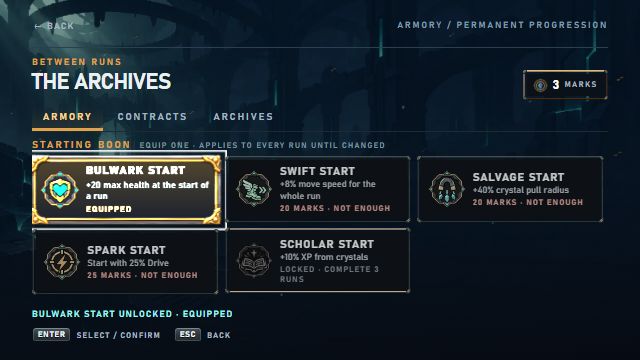 ← BACK
ARMORY / PERMANENT PROGRESSION
BETWEEN RUNS
THE ARCHIVES
3 MARKS
ARMORY
CONTRACTS
ARCHIVES
STARTING BOON EQUIP ONE · APPLIES TO EVERY RUN UNTIL CHANGED
BULWARK START
+20 max health at the start of
a run
EQUIPPED
SWIFT START
+8% move speed for the
whole run
20 MARKS · NOT ENOUGH
SALVAGE START
+40% crystal pull radius
20 MARKS · NOT ENOUGH
SPARK START
Start with 25% Drive
25 MARKS · NOT ENOUGH
SCHOLAR START
+10% XP from crystals
LOCKED · COMPLETE 3
RUNS
BULWARK START UNLOCKED · EQUIPPED
ENTER SELECT / CONFIRM ESC BACK